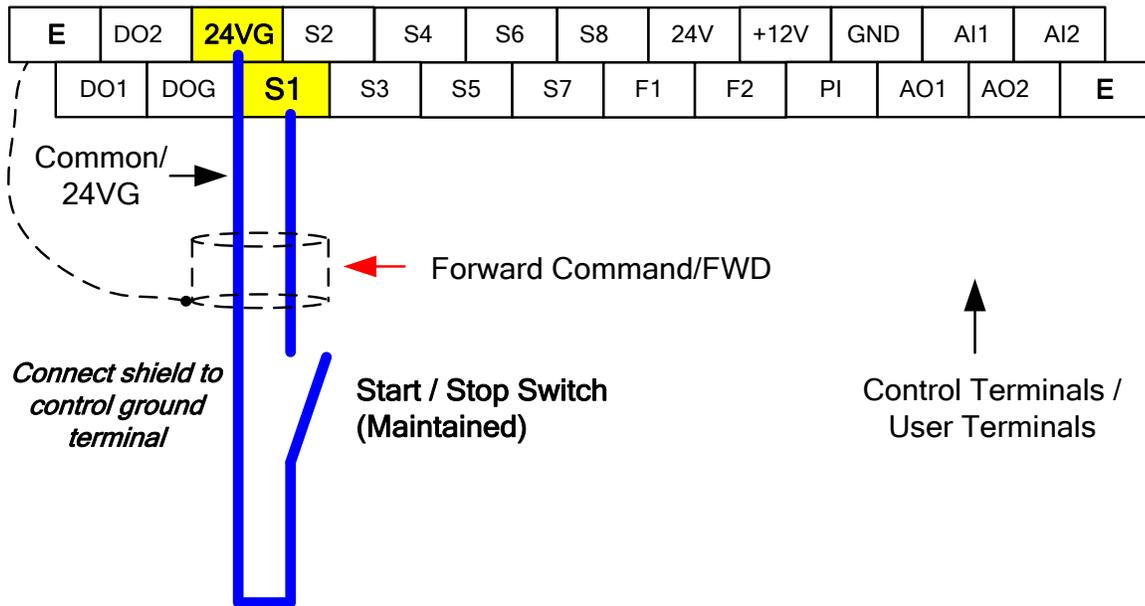 E DO2 24VG S2 S4 S6 S8 24V +12V GND AI1 AI2
DO1 DOG S1 S3 S5 S7 F1 F2 PI AO1 AO2 E
Common/
24VG
Forward Command/FWD
Connect shield to
control ground
terminal
Start / Stop Switch
(Maintained)
Control Terminals /
User Terminals